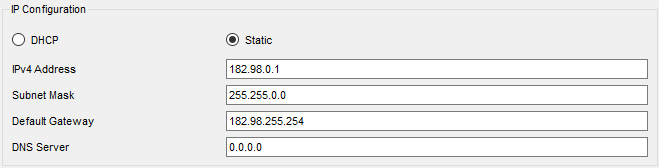 IP Configuration
DHCP Static
IPv4 Address 182.98.0.1
Subnet Mask 255.255.0.0
Default Gateway 182.98.255.254
DNS Server 0.0.0.0